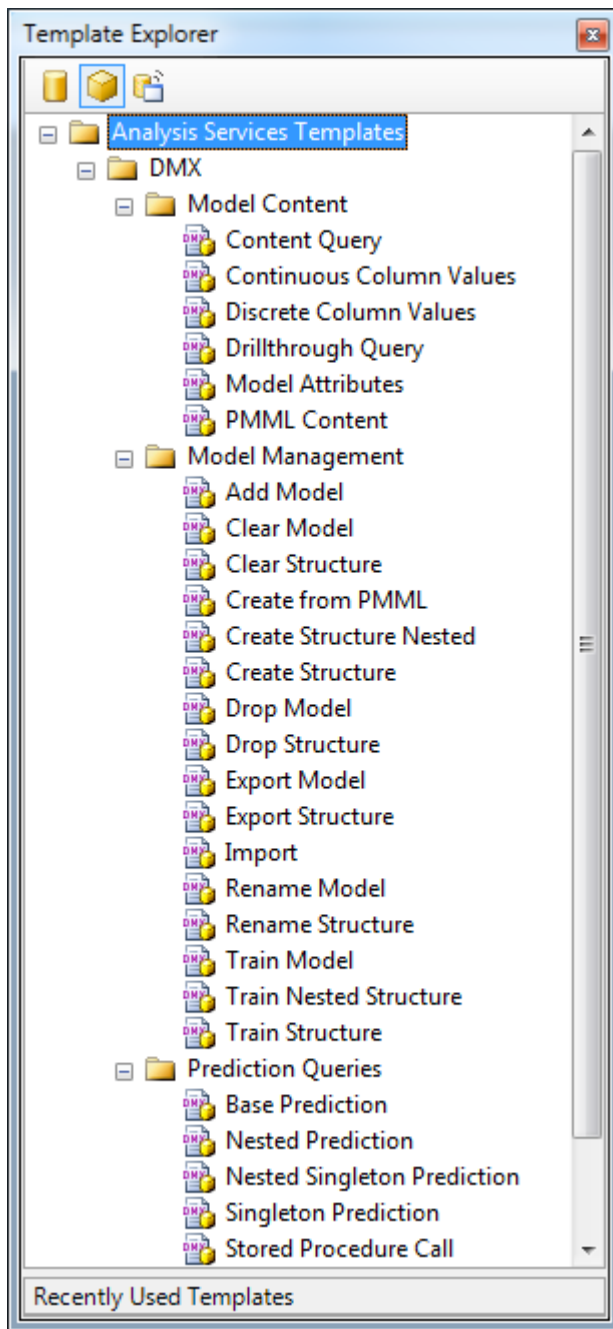 Template Explorer
Analysis Services Templates
DMX
Model Content
Content Query
Continuous Column Values
Discrete Column Values
Drillthrough Query
Model Attributes
PMML Content
Model Management
Add Model
Clear Model
Clear Structure
Create from PMML
Create Structure Nested
Create Structure
Drop Model
Drop Structure
Export Model
Export Structure
Import
Rename Model
Rename Structure
Train Model
Train Nested Structure
Train Structure
Prediction Queries
Base Prediction
Nested Prediction
Nested Singleton Prediction
Singleton Prediction
Stored Procedure Call
Recently Used Templates